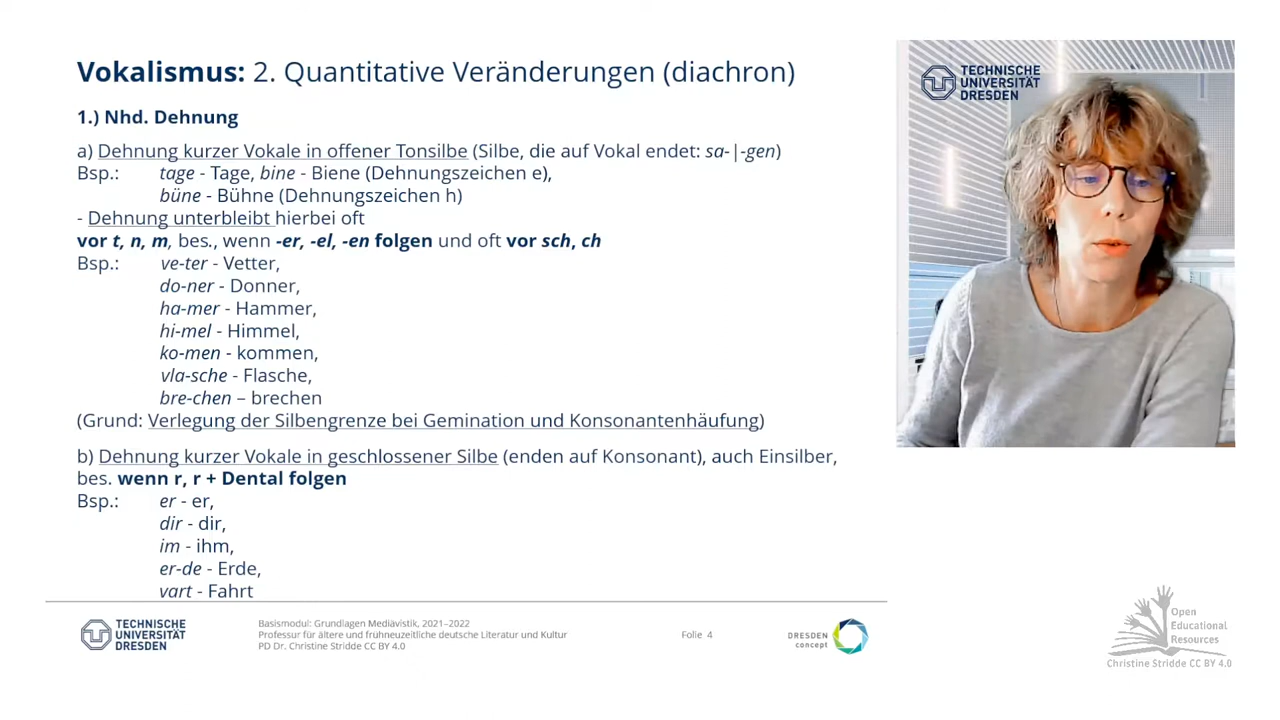 Vokalismus: 2. Quantitative Veränderungen (diachron)
1.) Nhd. Dehnung
a) Dehnung kurzer Vokale in offener Tonsilbe (Silbe, die auf Vokal endet: sa-|-gen)
Bsp.: tage - Tage, bine - Biene (Dehnungszeichen e),
büne - Bühne (Dehnungszeichen h)
- Dehnung unterbleibt hierbei oft
vor t, n, m, bes., wenn -er, -el, -en folgen und oft vor sch, ch
Bsp.: ve-ter - Vetter,
do-ner - Donner,
ha-mer - Hammer,
hi-mel - Himmel,
ko-men - kommen,
vla-sche - Flasche,
bre-chen – brechen
(Grund: Verlegung der Silbengrenze bei Gemination und Konsonantenhäufung)
b) Dehnung kurzer Vokale in geschlossener Silbe (enden auf Konsonant), auch Einsilber,
bes. wenn r, r + Dental folgen
Bsp.: er - er,
dir - dir,
im - ihm,
er-de - Erde,
vart - Fahrt
TECHNISCHE
UNIVERSITÄT
DRESDEN
Basismodul: Grundlagen Mediävistik, 2021–2022
Professur für ältere und frühneuzeitliche deutsche Literatur und Kultur
PD Dr. Christine Stridde CC BY 4.0
Folie 4
DRESDEN
concept
TECHNISCHE
UNIVERSITÄT
DRESDEN
Open
Educational
Resources
Christine Stridde CC BY 4.0